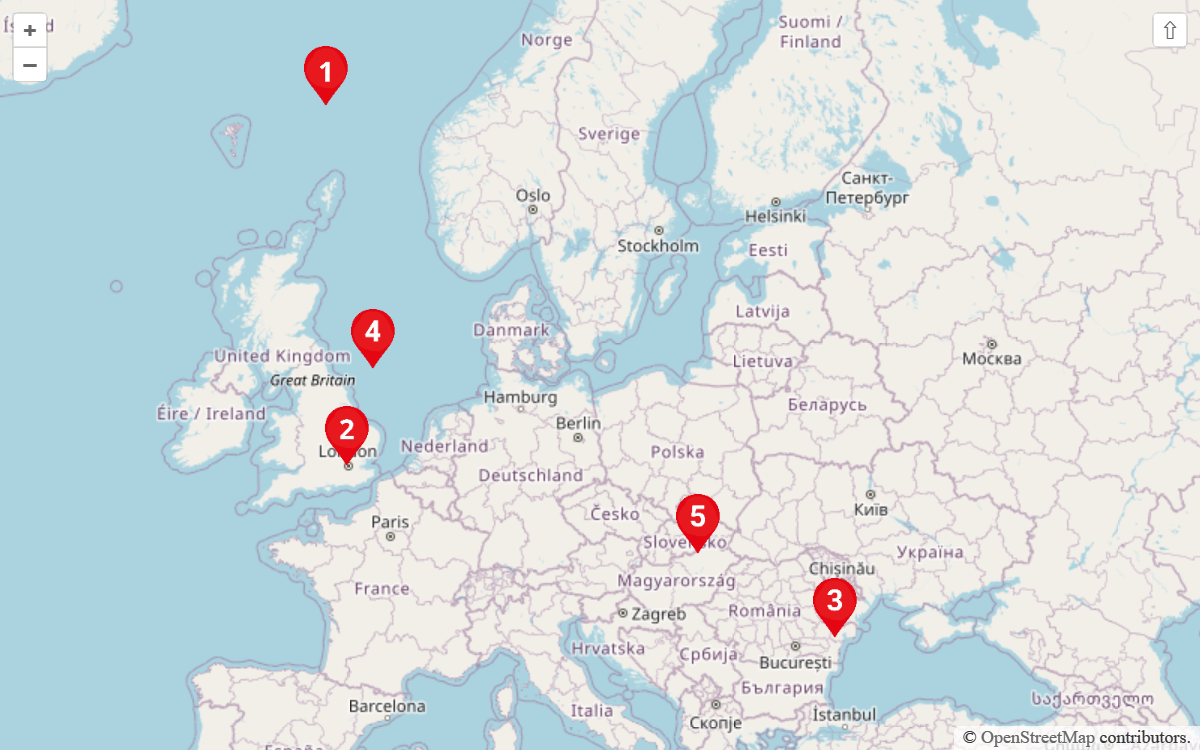 +
−
⇧
Norge
Suomi /
Finland
1
Sverige
Oslo
Санкт-
Петербург
Helsinki
Stockholm
Eesti
Latvija
Danmark
4
United Kingdom
Great Britain
Lietuva
Москва
Éire / Ireland
Hamburg
Беларусь
2
Berlin
London
Nederland
Polska
Deutschland
Київ
Paris
Česko
5
Slovensko
Україна
Chișinău
France
Magyarország
3
România
Zagreb
Hrvatska
Србија
București
България
Barcelona
Italia
Скопје
İstanbul
საქართველო
© OpenStreetMap contributors.